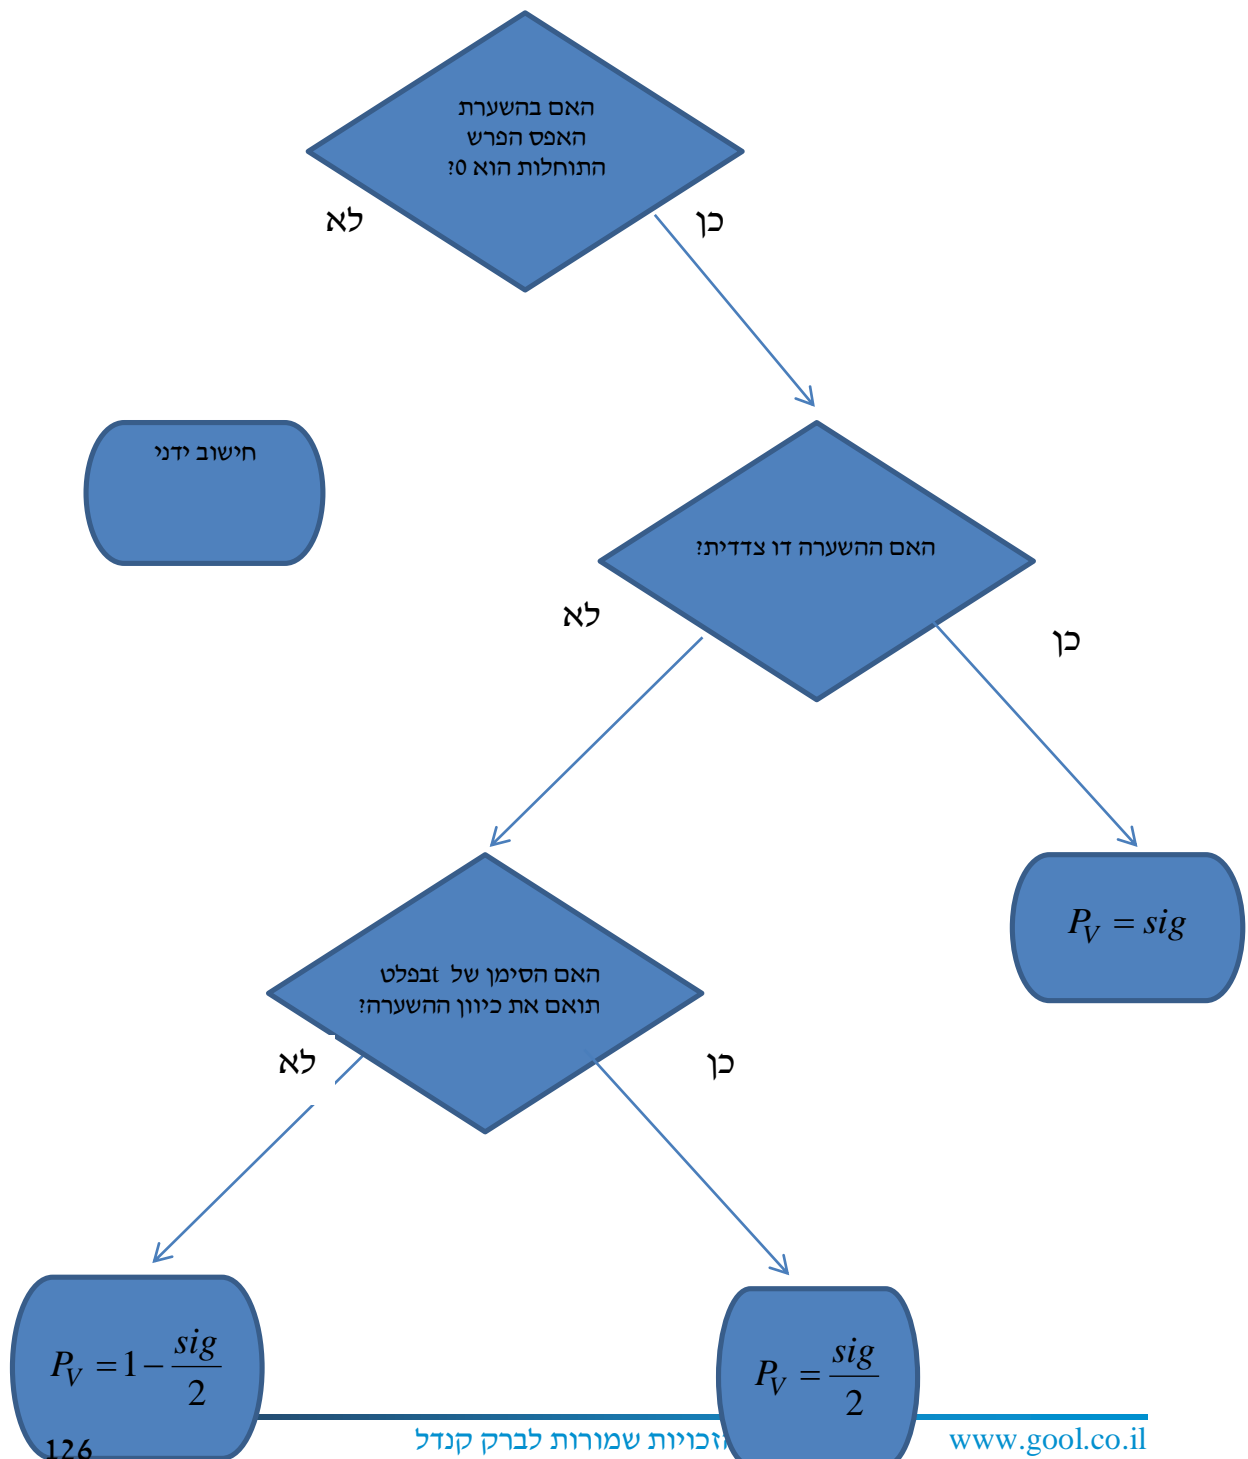 האם בהשערת
האפס הפרש
התוחלות הוא 0?
לא
כן
חישוב ידני
האם ההשערה דו צדדית?
לא
כן
P_V = sig
האם הסימן של t בפלט
תואם את כיוון ההשערה?
לא
כן
P_V = 1 − sig/2
P_V = sig/2
126
זכויות שמורות לברק קנדל
www.gool.co.il